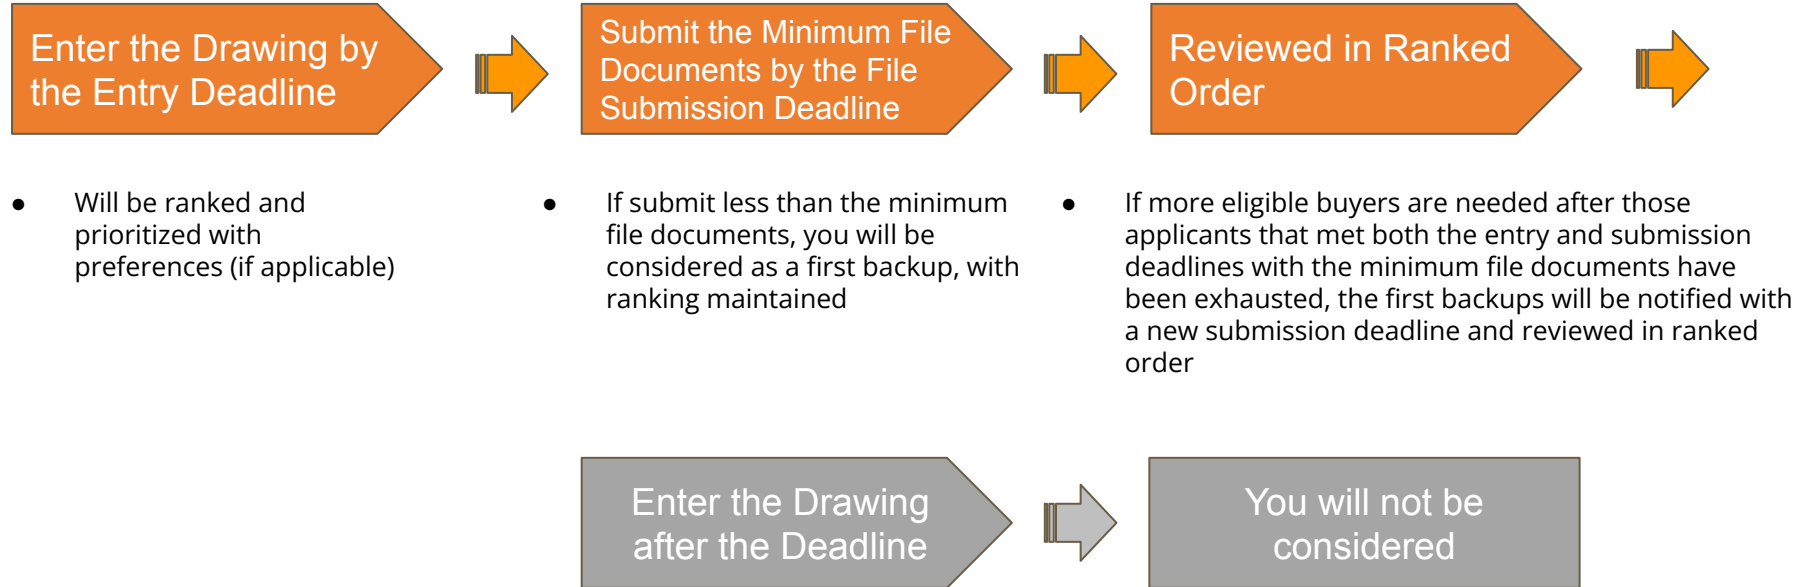 Enter the Drawing by
the Entry Deadline
Submit the Minimum File
Documents by the File
Submission Deadline
Reviewed in Ranked
Order
● Will be ranked and
prioritized with
preferences (if applicable)
● If submit less than the minimum
file documents, you will be
considered as a first backup, with
ranking maintained
● If more eligible buyers are needed after those
applicants that met both the entry and submission
deadlines with the minimum file documents have
been exhausted, the first backups will be notified with
a new submission deadline and reviewed in ranked
order
Enter the Drawing
after the Deadline
You will not be
considered